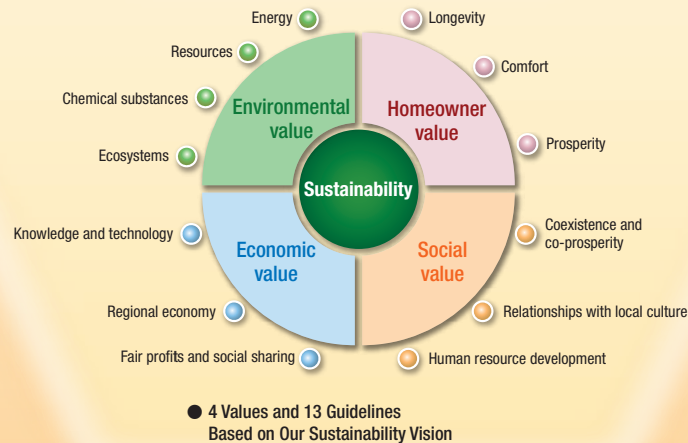 Energy
Resources
Chemical substances
Ecosystems
Environmental
value
Longevity
Comfort
Prosperity
Homeowner
value
Sustainability
Knowledge and technology
Regional economy
Fair profits and social sharing
Economic
value
Coexistence and
co-prosperity
Relationships with local culture
Human resource development
Social
value
● 4 Values and 13 Guidelines
Based on Our Sustainability Vision